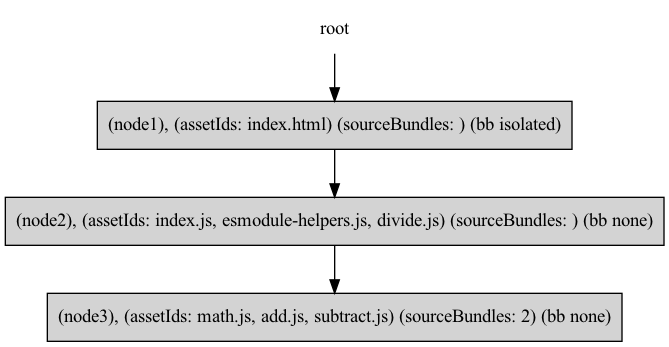 root
(node1), (assetIds: index.html) (sourceBundles: ) (bb isolated)
(node2), (assetIds: index.js, esmodule-helpers.js, divide.js) (sourceBundles: ) (bb none)
(node3), (assetIds: math.js, add.js, subtract.js) (sourceBundles: 2) (bb none)